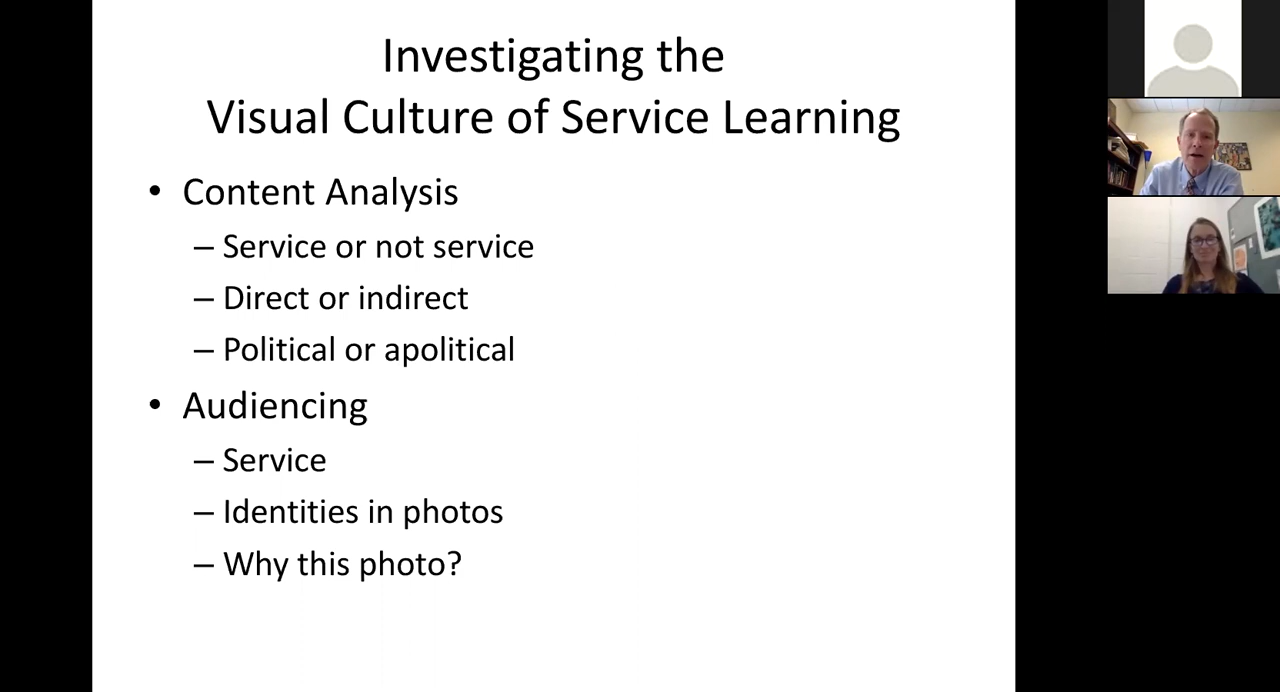 Investigating the
Visual Culture of Service Learning
• Content Analysis
– Service or not service
– Direct or indirect
– Political or apolitical
• Audiencing
– Service
– Identities in photos
– Why this photo?